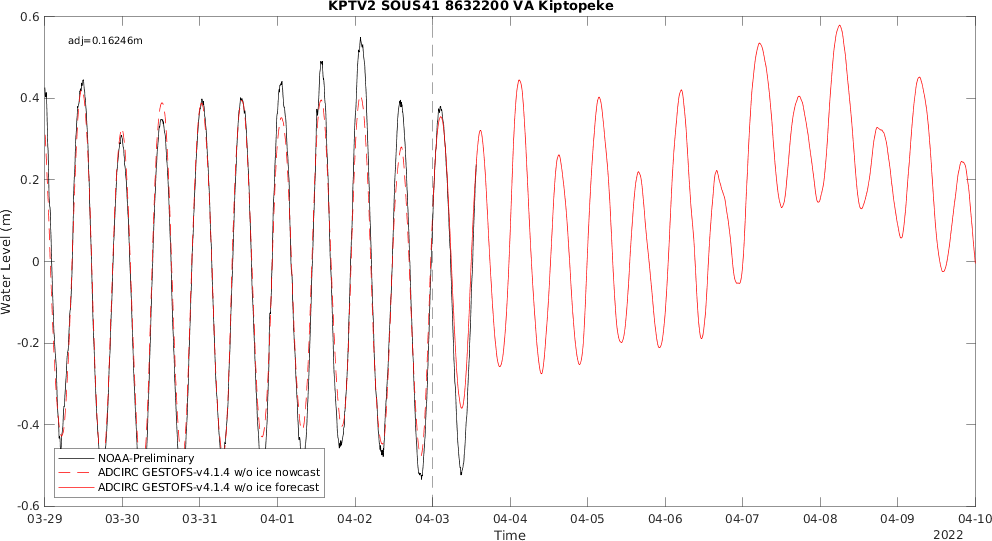 KPTV2 SOUS41 8632200 VA Kiptopeke
adj=0.16246m
0.6
0.4
0.2
0
-0.2
-0.4
-0.6
Water Level (m)
NOAA-Preliminary
ADCIRC GESTOFS-v4.1.4 w/o ice nowcast
ADCIRC GESTOFS-v4.1.4 w/o ice forecast
03-29 03-30 03-31 04-01 04-02 04-03 04-04 04-05 04-06 04-07 04-08 04-09 04-10
Time
2022